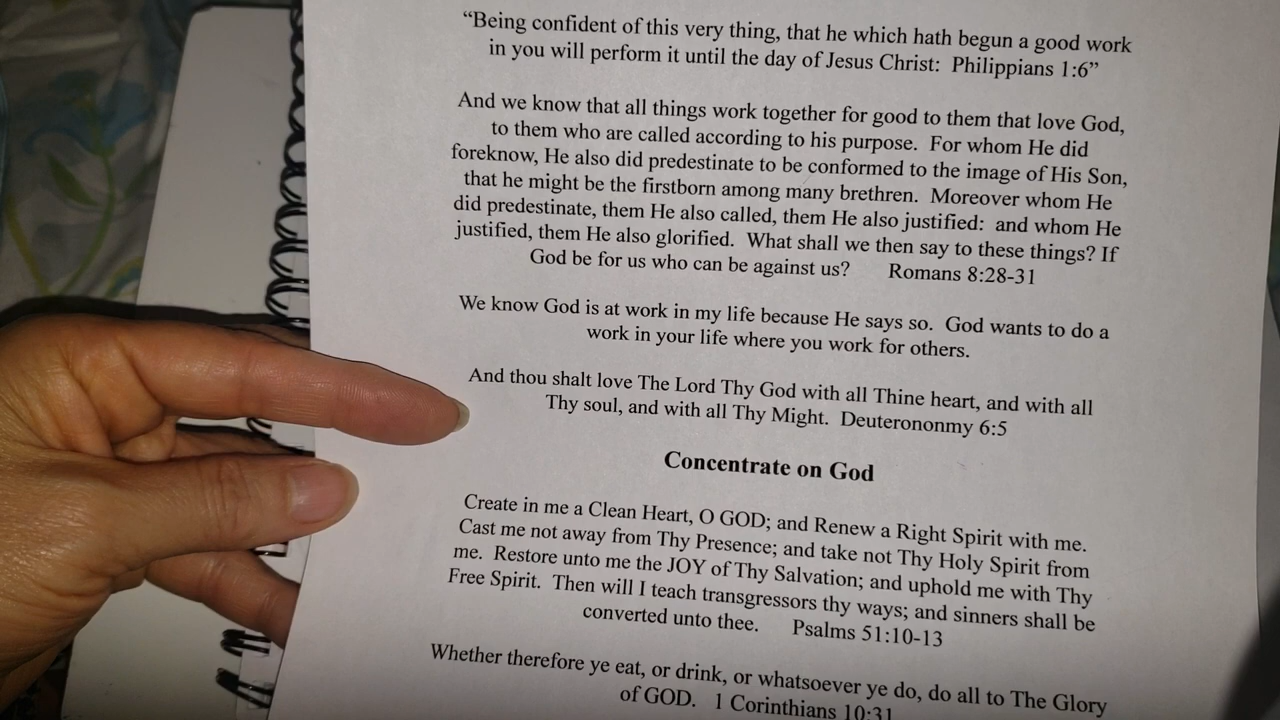 “Being confident of this very thing, that he which hath begun a good work
in you will perform it until the day of Jesus Christ: Philippians 1:6”
And we know that all things work together for good to them that love God,
to them who are called according to his purpose. For whom He did
foreknow, He also did predestinate to be conformed to the image of His Son,
that he might be the firstborn among many brethren. Moreover whom He
did predestinate, them He also called, them He also justified: and whom He
justified, them He also glorified. What shall we then say to these things? If
God be for us who can be against us? Romans 8:28-31
We know God is at work in my life because He says so. God wants to do a
work in your life where you work for others.
And thou shalt love The Lord Thy God with all Thine heart, and with all
Thy soul, and with all Thy Might. Deuterononmy 6:5
Concentrate on God
Create in me a Clean Heart, O GOD; and Renew a Right Spirit with me.
Cast me not away from Thy Presence; and take not Thy Holy Spirit from
me. Restore unto me the JOY of Thy Salvation; and uphold me with Thy
Free Spirit. Then will I teach transgressors thy ways; and sinners shall be
converted unto thee. Psalms 51:10-13
Whether therefore ye eat, or drink, or whatsoever ye do, do all to The Glory
of GOD. 1 Corinthians 10:31